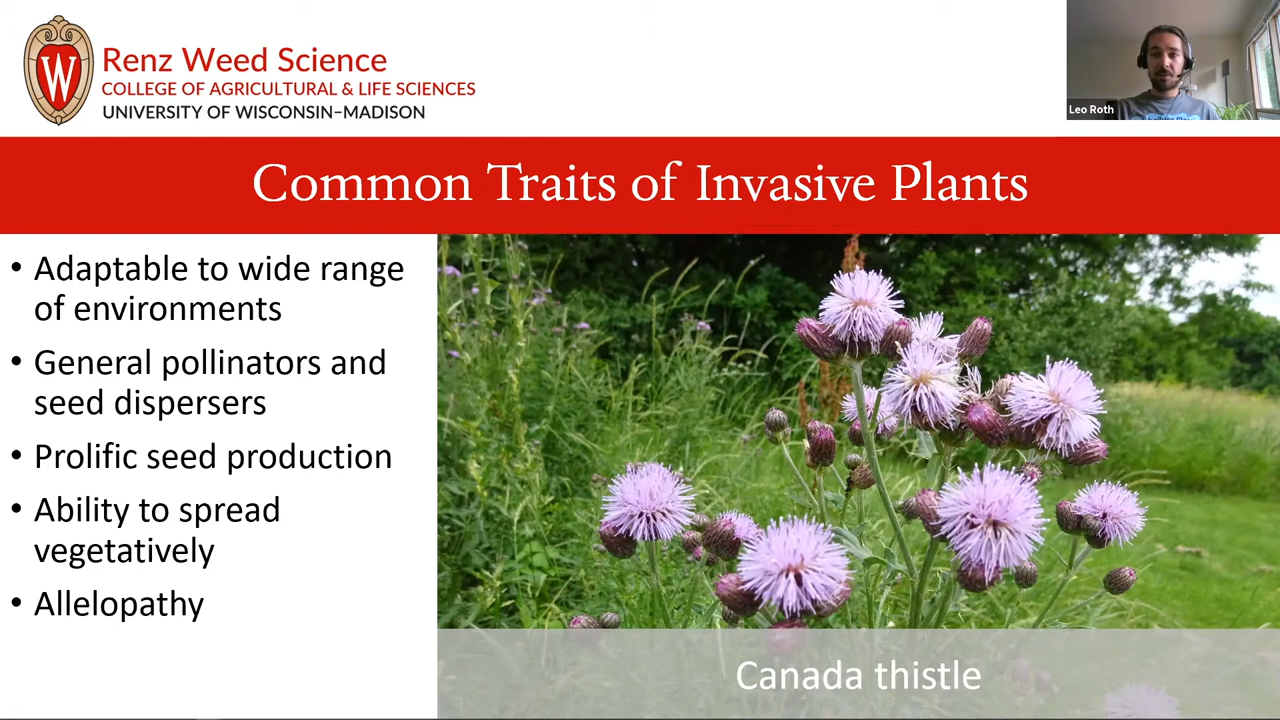 W
Renz Weed Science
COLLEGE OF AGRICULTURAL & LIFE SCIENCES
UNIVERSITY OF WISCONSIN–MADISON
Leo Roth
Common Traits of Invasive Plants
• Adaptable to wide range
of environments
• General pollinators and
seed dispersers
• Prolific seed production
• Ability to spread
vegetatively
• Allelopathy
Canada thistle